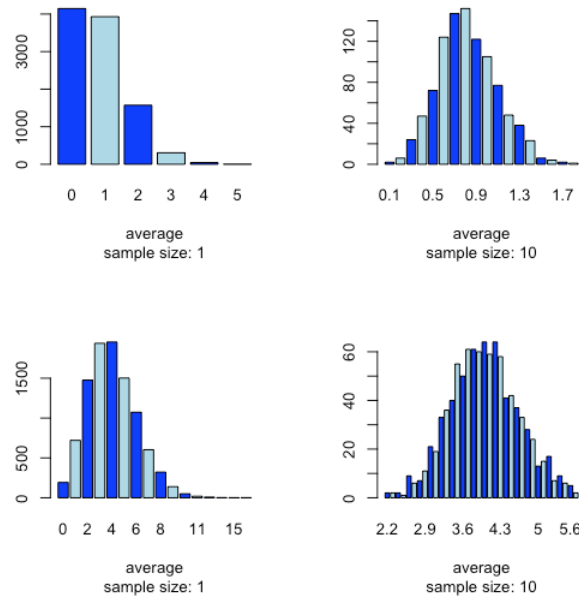 4000
3000
1000
0
0 1 2 3 4 5
average
sample size: 1
120
80
40
0
0.1 0.5 0.9 1.3 1.7
average
sample size: 10
1500
500
0
0 2 4 6 8 11 15
average
sample size: 1
60
40
20
0
2.2 2.9 3.6 4.3 5 5.6
average
sample size: 10